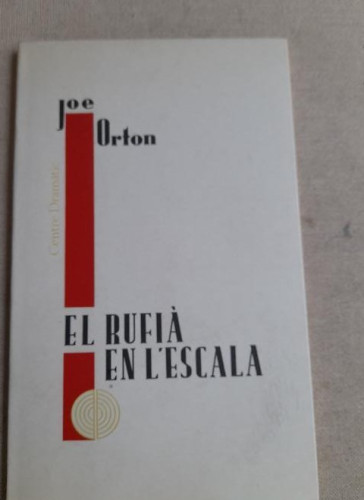 Joe
Orton
Centre Dramàtic
EL RUFIÀ
EN L'ESCALA